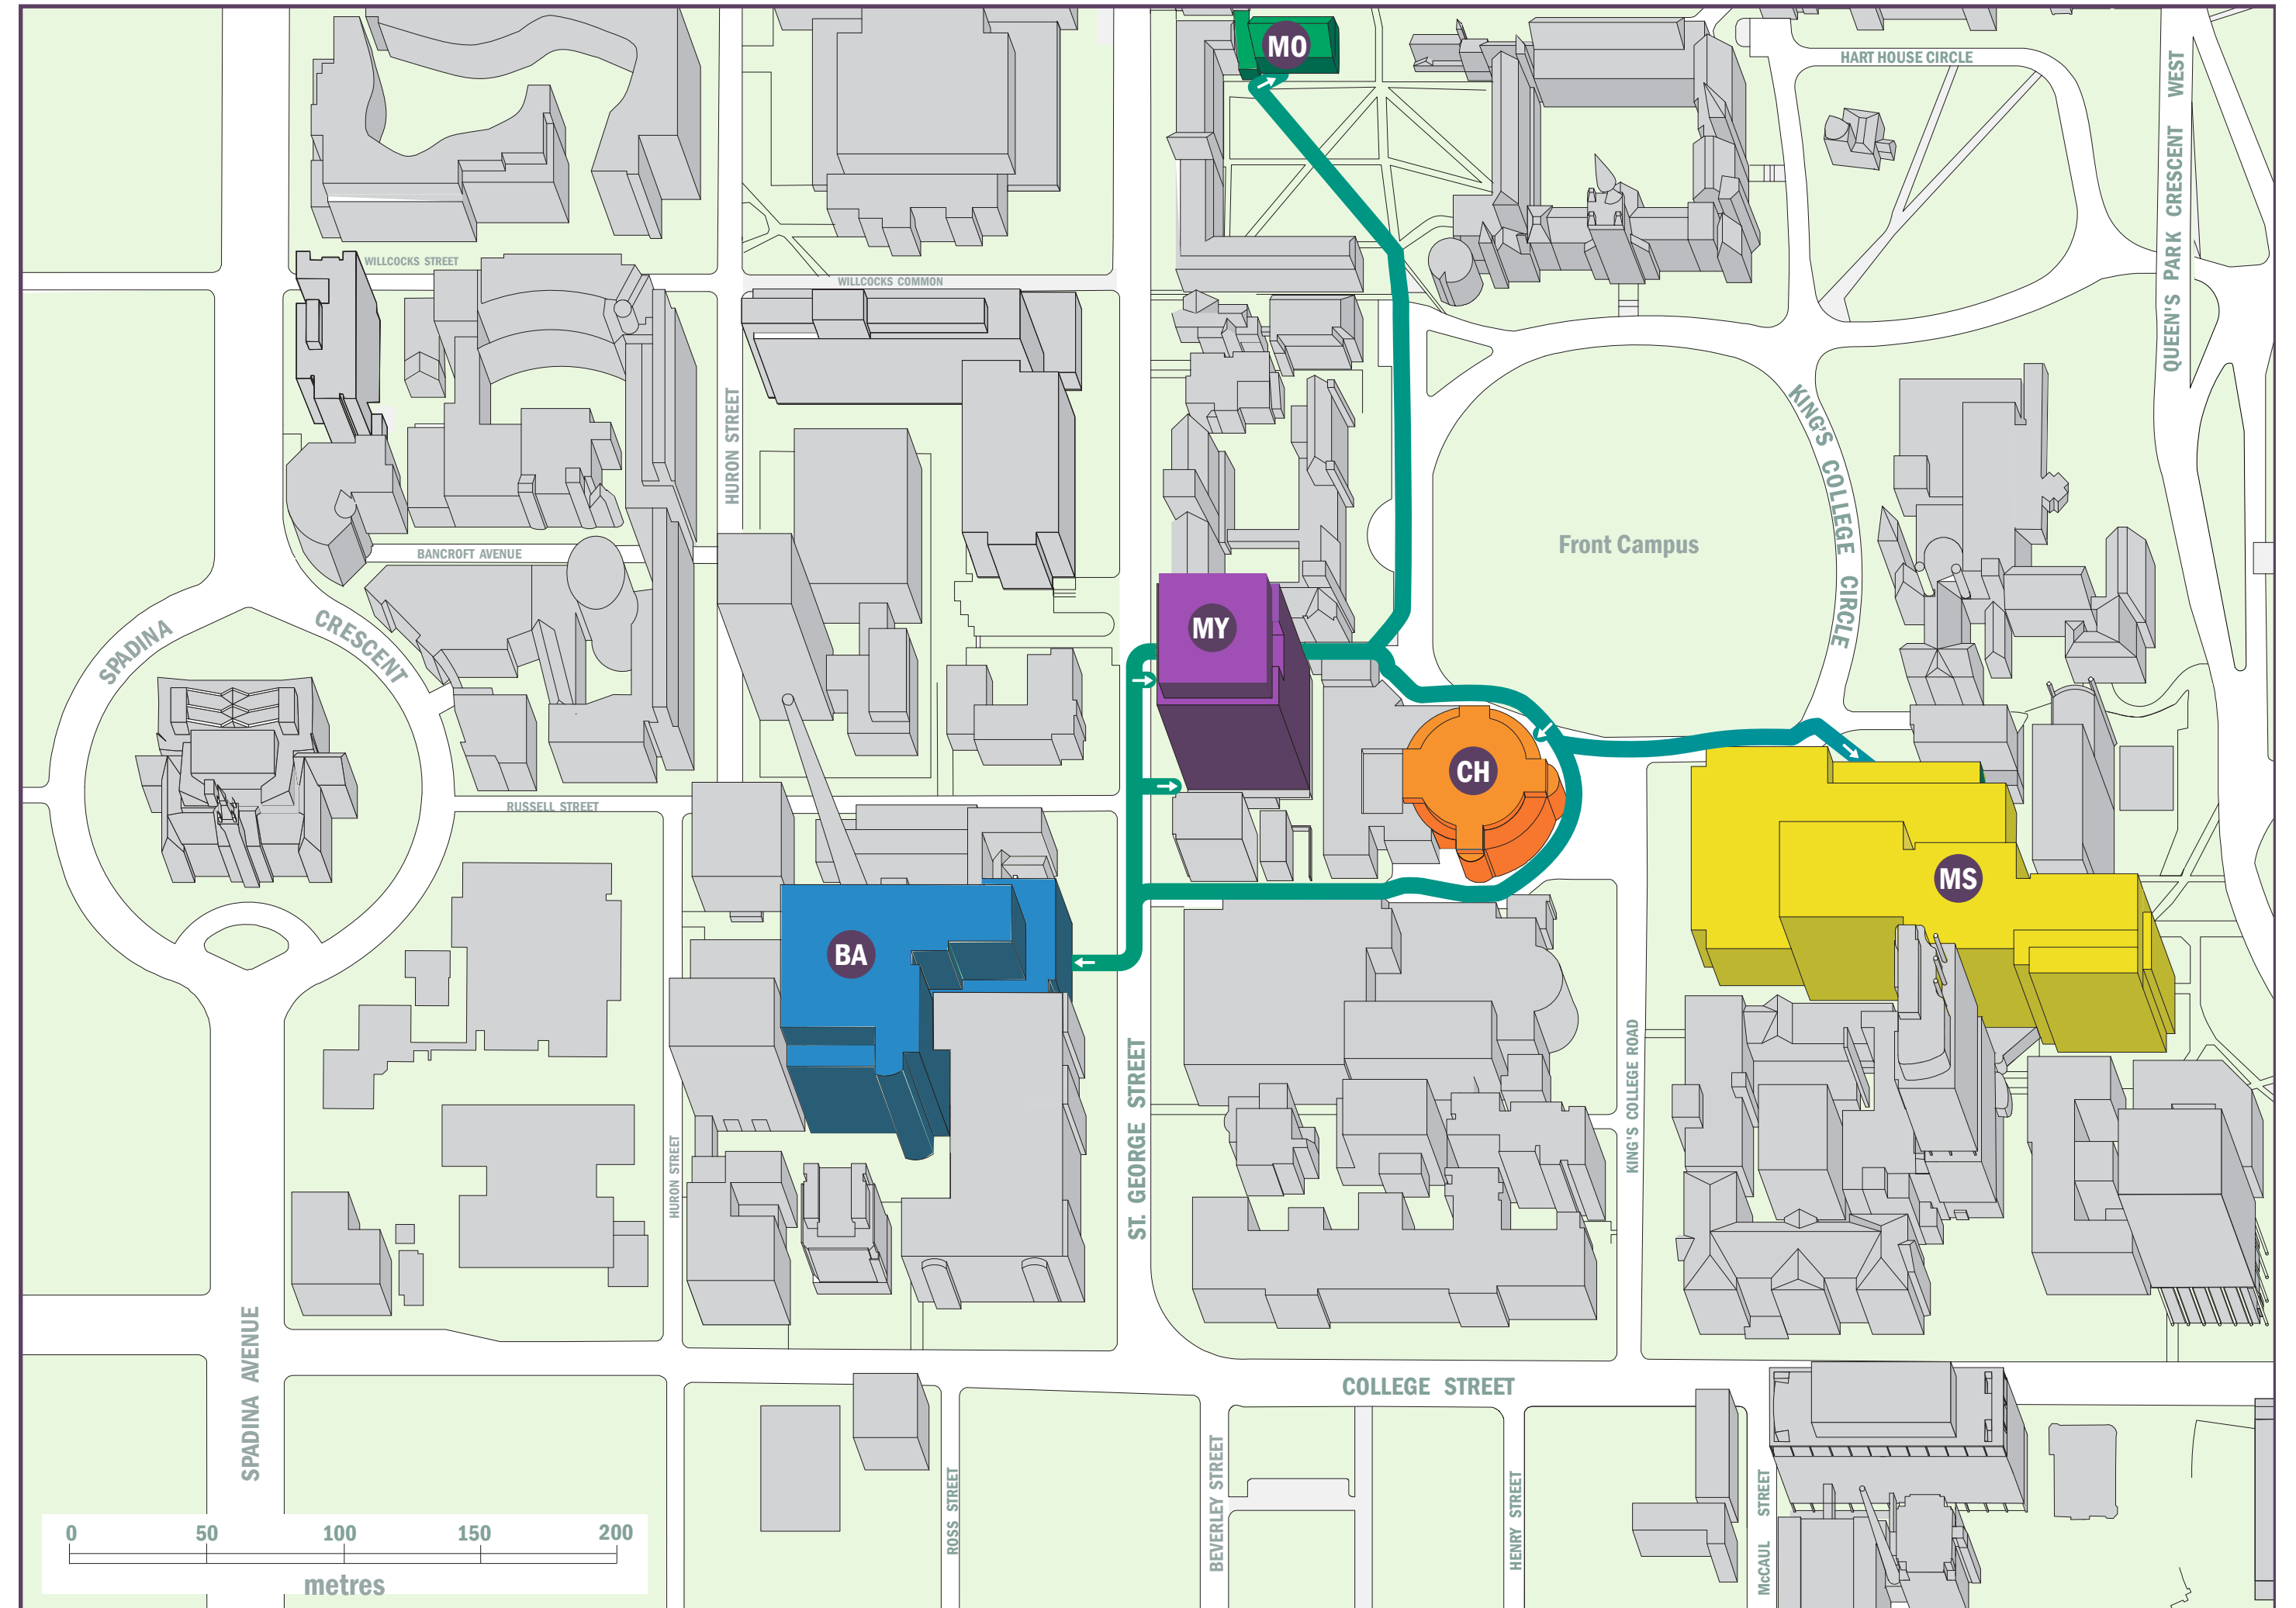 MO
HART HOUSE CIRCLE
QUEEN'S PARK CRESCENT WEST
WILLCOCKS STREET
WILLCOCKS COMMON
HURON STREET
KING'S COLLEGE CIRCLE
Front Campus
BANCROFT AVENUE
SPADINA CRESCENT
MY
CH
RUSSELL STREET
MS
BA
ST. GEORGE STREET
KING'S COLLEGE ROAD
HURON STREET
SPADINA AVENUE
COLLEGE STREET
ROSS STREET
BEVERLEY STREET
HENRY STREET
McCAUL STREET
0 50 100 150 200
metres